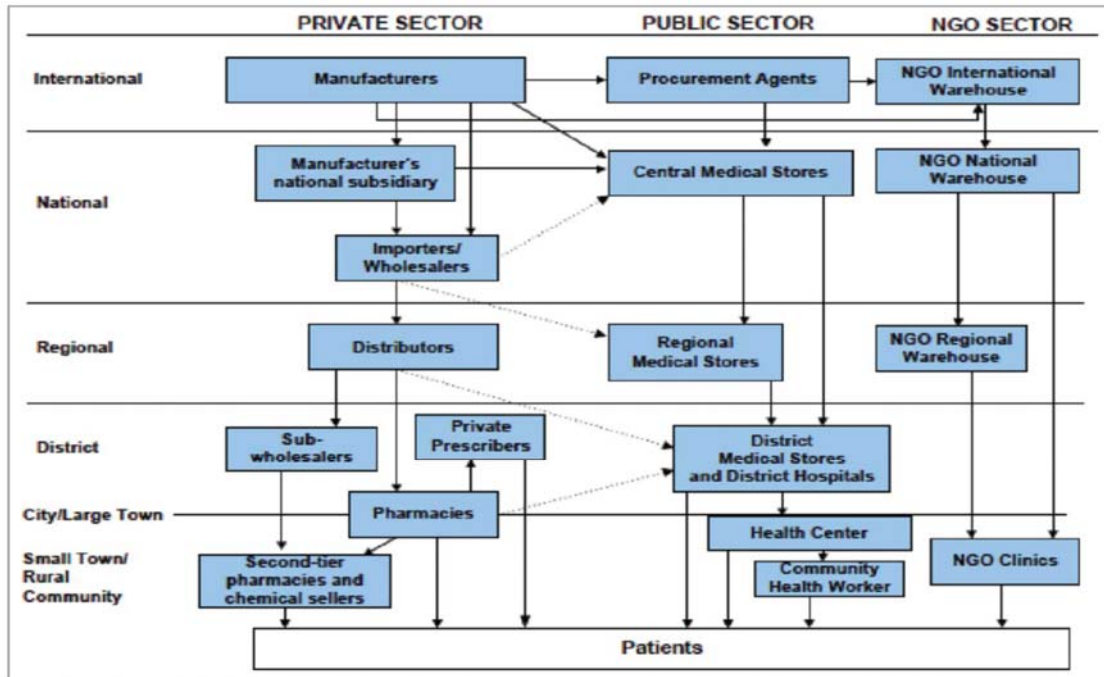 PRIVATE SECTOR
PUBLIC SECTOR
NGO SECTOR
International
Manufacturers
Procurement Agents
NGO International
Warehouse
National
Manufacturer's
national subsidiary
Central Medical Stores
NGO National
Warehouse
Importers/
Wholesalers
Regional
Distributors
Regional
Medical Stores
NGO Regional
Warehouse
District
Sub-
wholesalers
Private
Prescribers
District
Medical Stores
and District Hospitals
City/Large Town
Pharmacies
Health Center
Small Town/
Rural
Community
Second-tier
pharmacies and
chemical sellers
Community
Health Worker
NGO Clinics
Patients